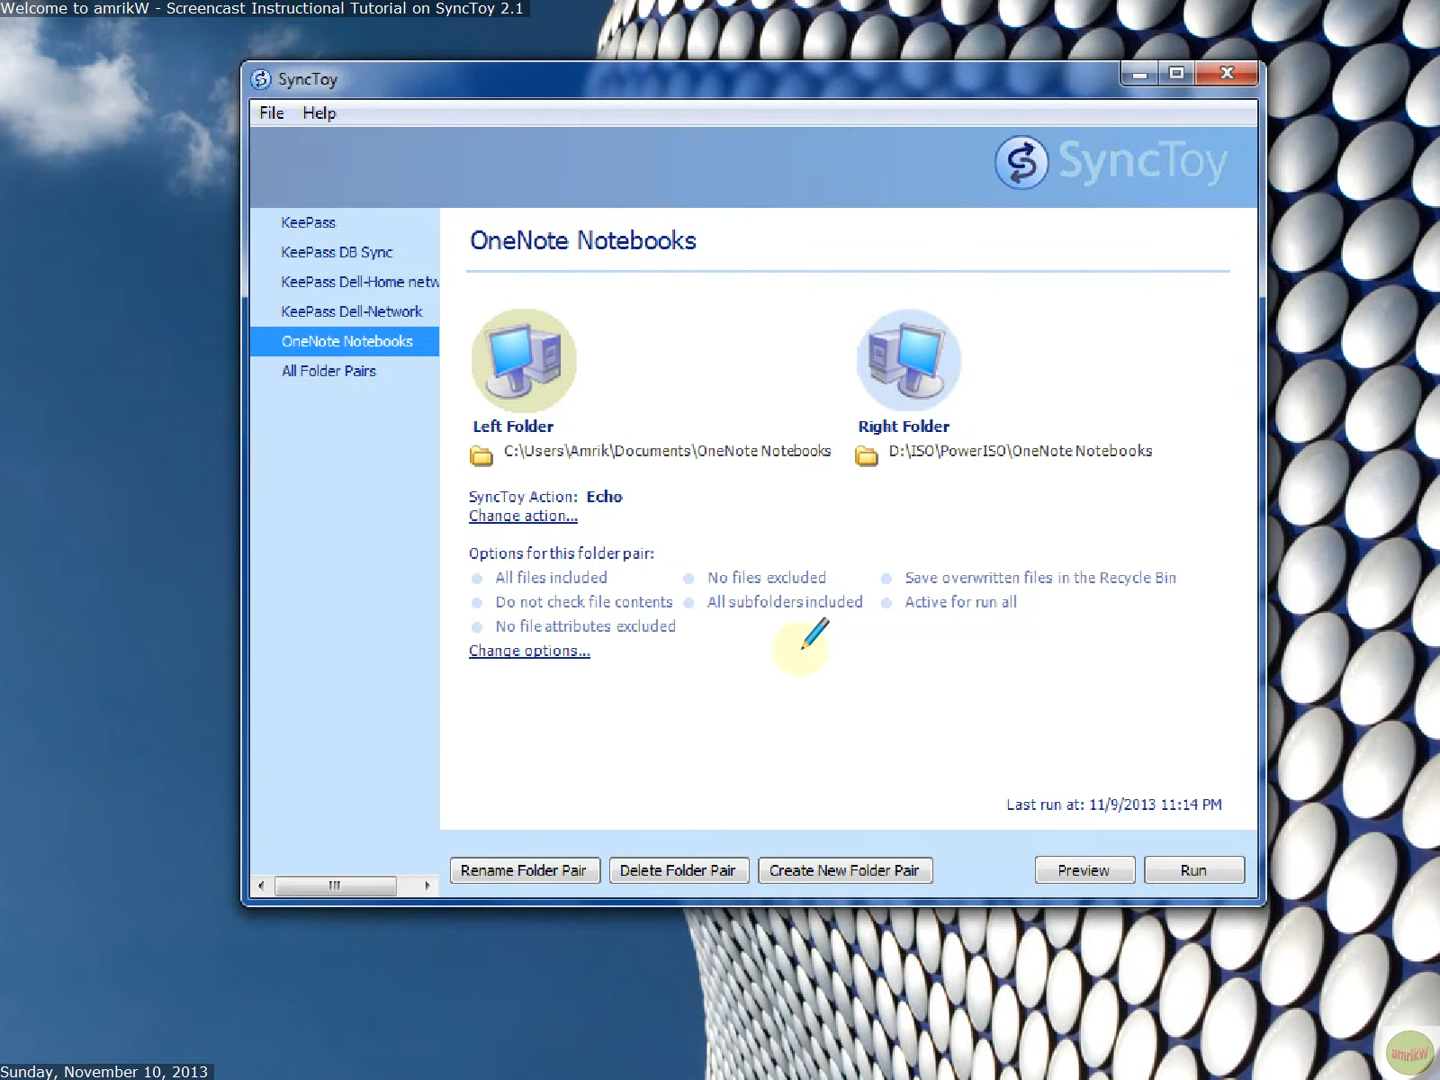 Welcome to amrikW - Screencast Instructional Tutorial on SyncToy 2.1
SyncToy
File Help
SyncToy
KeePass
KeePass DB Sync
KeePass Dell-Home netw
KeePass Dell-Network
OneNote Notebooks
All Folder Pairs
OneNote Notebooks
Left Folder
C:\Users\Amrik\Documents\OneNote Notebooks
Right Folder
D:\ISO\PowerISO\OneNote Notebooks
SyncToy Action: Echo
Change action...
Options for this folder pair:
All files included No files excluded Save overwritten files in the Recycle Bin
Do not check file contents All subfolders included Active for run all
No file attributes excluded
Change options...
Last run at: 11/9/2013 11:14 PM
Rename Folder Pair Delete Folder Pair Create New Folder Pair Preview Run
Sunday, November 10, 2013
amrikW